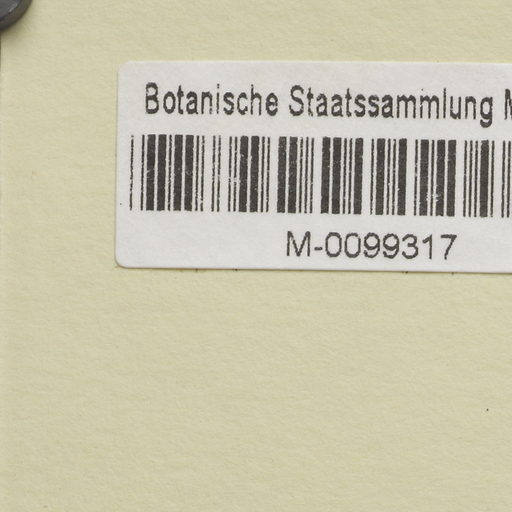 Botanische Staatssammlung
M-0099317